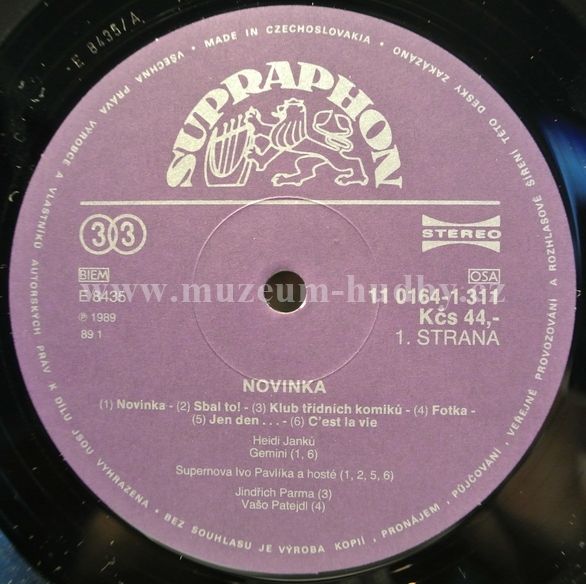 E 8435/A
VŠECHNA PRÁVA VÝROBCE A VLASTNÍKŮ AUTORSKÝCH PRÁV K DÍLU JSOU VYHRAZENA • BEZ SOUHLASU JE VÝROBA KOPIÍ, PRONÁJEM, PŮJČOVÁNÍ, VEŘEJNÉ PROVOZOVÁNÍ A ROZHLASOVÉ ŠÍŘENÍ TÉTO DESKY ZAKÁZÁNO • MADE IN CZECHOSLOVAKIA •
SUPRAPHON
33
STEREO
BIEM
OSA
E 8435
11 0164-1-311
℗ 1989
Kčs 44,-
89 1
1. STRANA
www.muzeum-hudby.cz
NOVINKA
(1) Novinka - (2) Sbal to! - (3) Klub třídních komiků - (4) Fotka -
(5) Jen den . . . - (6) C'est la vie
Heidi Janků
Gemini (1, 6)
Supernova Ivo Pavlíka a hosté (1, 2, 5, 6)
Jindřich Parma (3)
Vašo Patejdl (4)